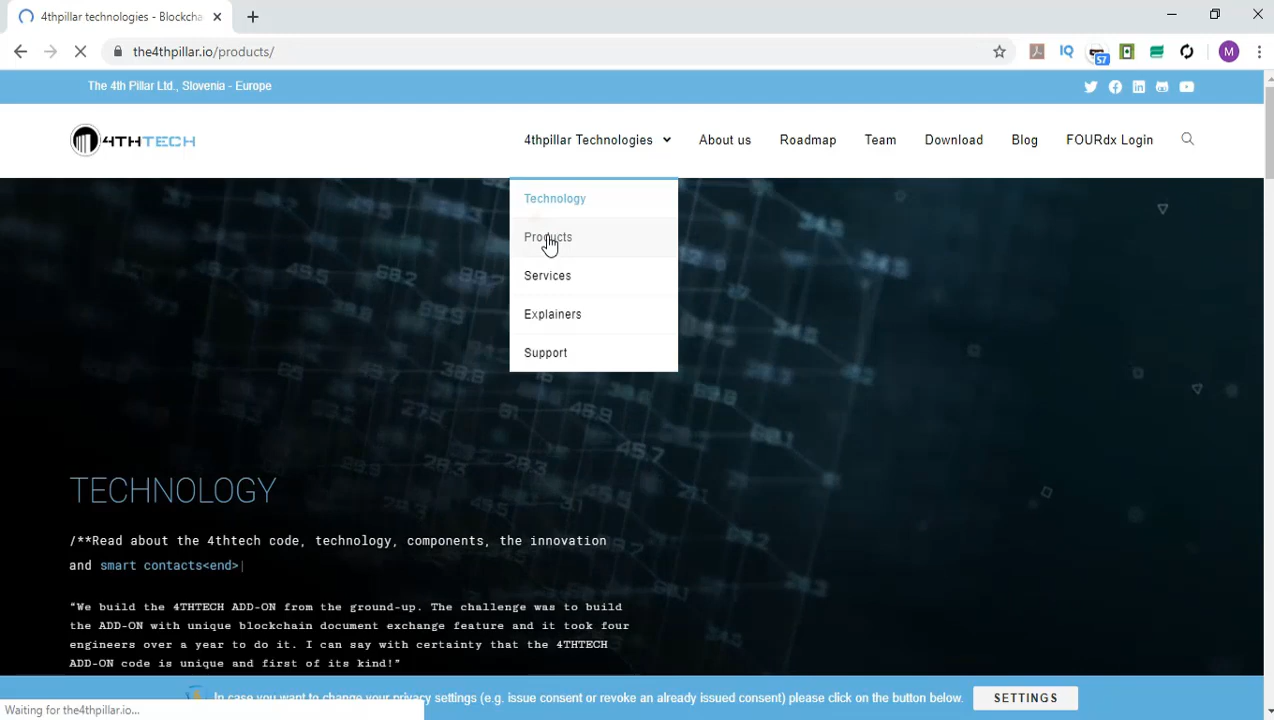 4thpillar technologies - Blockcha
the4thpillar.io/products/
57
M
The 4th Pillar Ltd., Slovenia - Europe
4THTECH
4thpillar Technologies
About us
Roadmap
Team
Download
Blog
FOURdx Login
Technology
Products
Services
Explainers
Support
TECHNOLOGY
/**Read about the 4thtech code, technology, components, the innovation
and smart contacts<end>|
"We build the 4THTECH ADD-ON from the ground-up. The challenge was to build
the ADD-ON with unique blockchain document exchange feature and it took four
engineers over a year to do it. I can say with certainty that the 4THTECH
ADD-ON code is unique and first of its kind!"
In case you want to change your privacy settings (e.g. issue consent or revoke an already issued consent) please click on the button below.
SETTINGS
Waiting for the4thpillar.io...